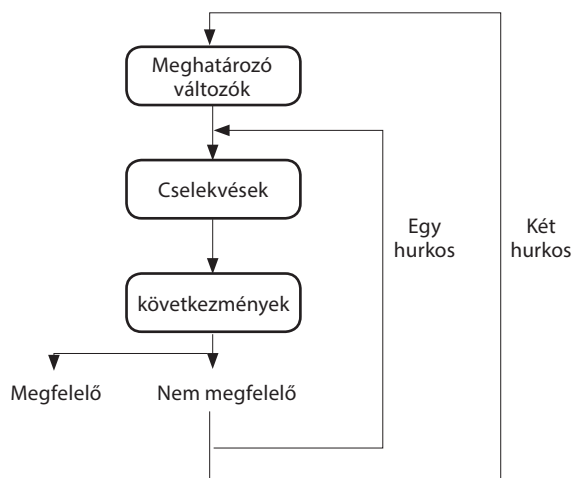 Meghatározó
változók
Cselekvések
Egy
hurkos
Két
hurkos
következmények
Megfelelő
Nem megfelelő